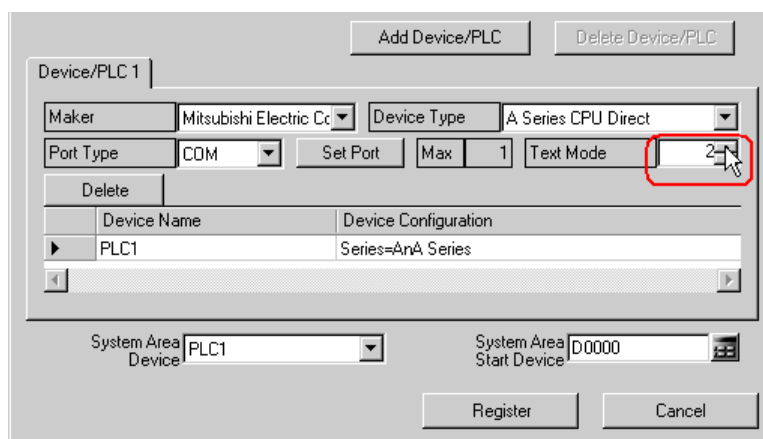 Add Device/PLC Delete Device/PLC
Device/PLC 1
Maker Mitsubishi Electric Cc Device Type A Series CPU Direct
Port Type COM Set Port Max 1 Text Mode 2
Delete
Device Name Device Configuration
PLC1 Series=AnA Series
System Area Device PLC1 System Area Start Device D0000
Register Cancel